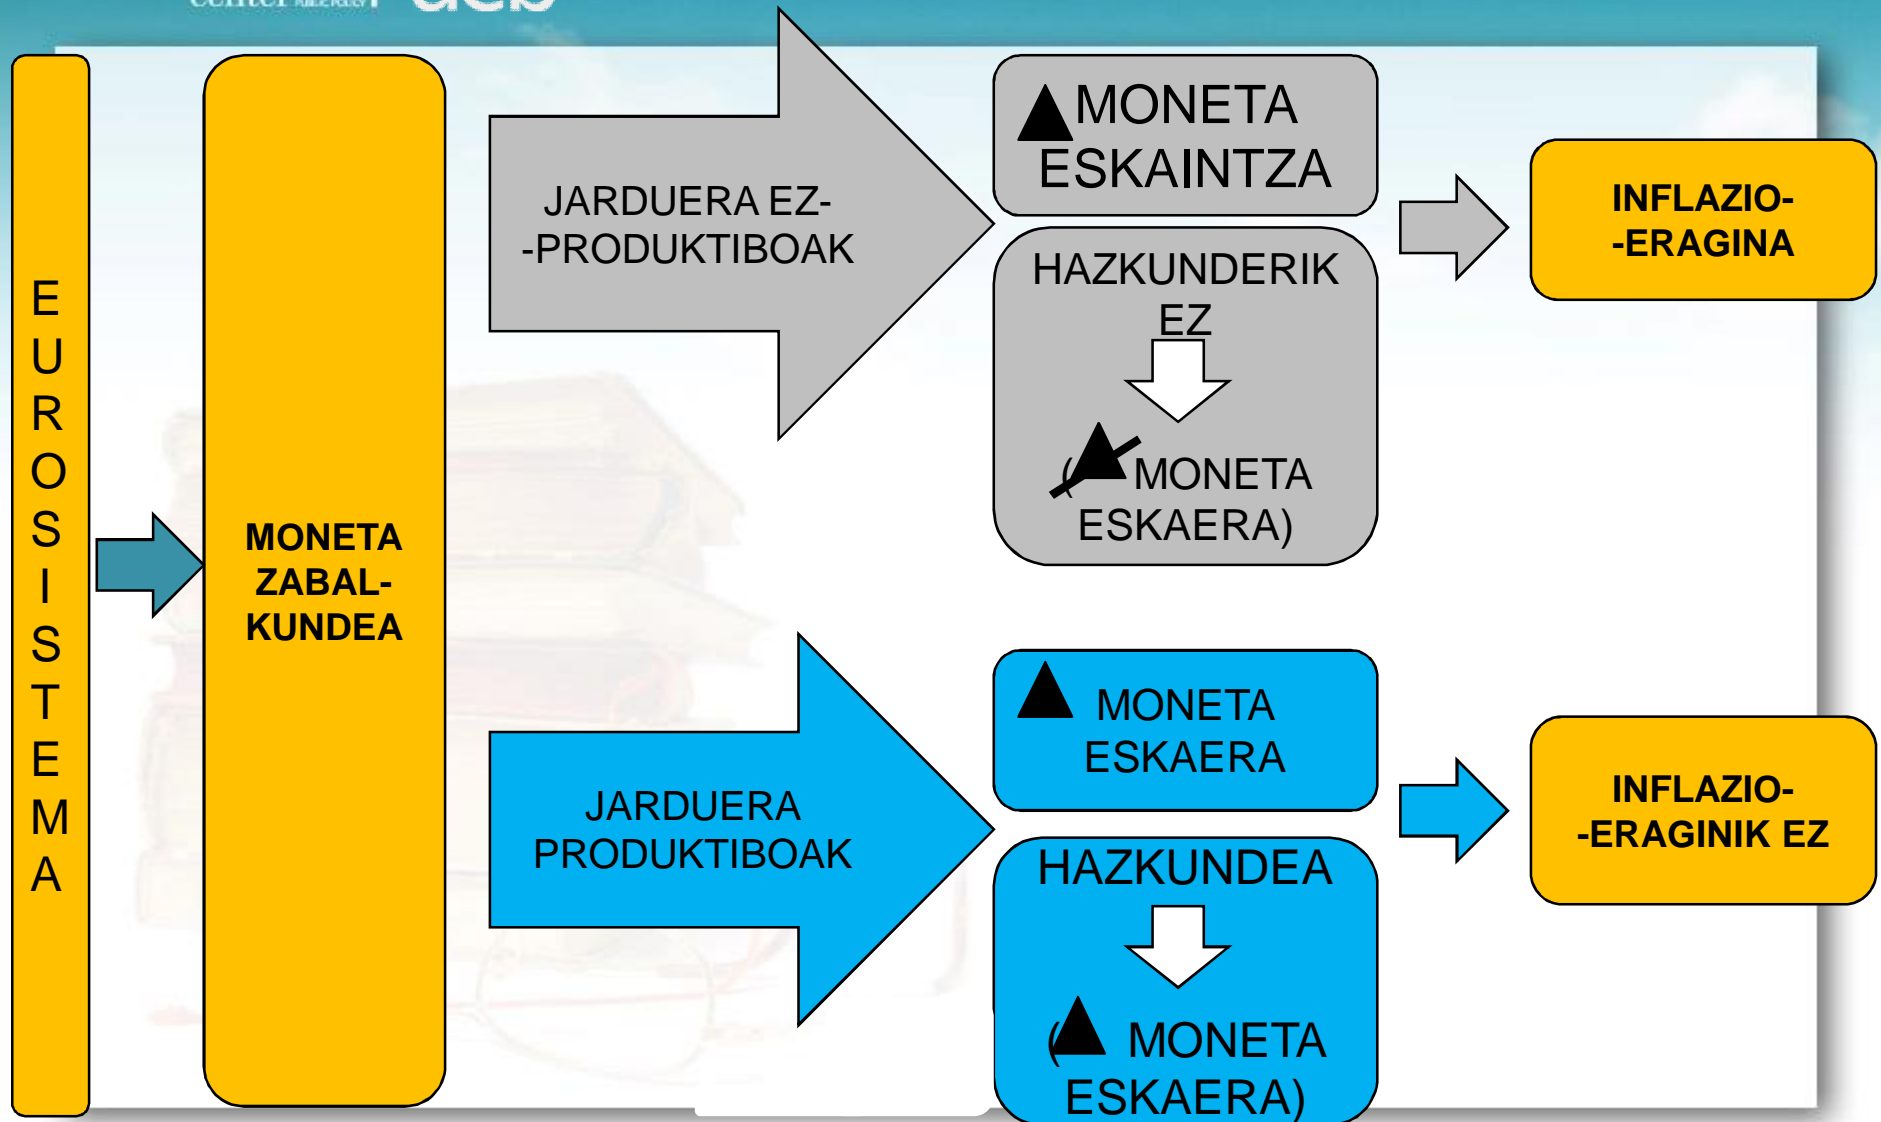 center
E
U
R
O
S
I
S
T
E
M
A
MONETA
ZABAL-
KUNDEA
JARDUERA EZ-
-PRODUKTIBOAK
▲MONETA
ESKAINTZA
HAZKUNDERIK
EZ
(▲ MONETA
ESKAERA)
INFLAZIO-
-ERAGINA
JARDUERA
PRODUKTIBOAK
▲ MONETA
ESKAERA
HAZKUNDEA
(▲ MONETA
ESKAERA)
INFLAZIO-
-ERAGINIK EZ